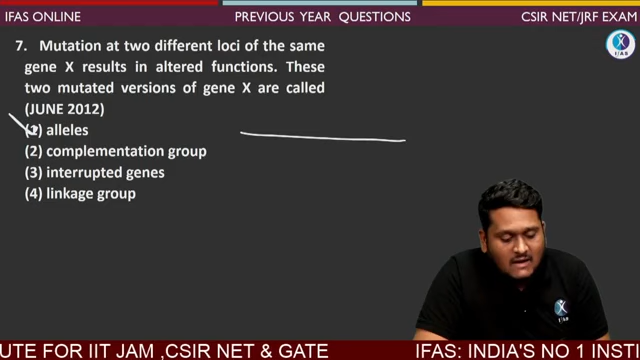 IFAS ONLINE
PREVIOUS YEAR QUESTIONS
CSIR NET/JRF EXAM
7. Mutation at two different loci of the same
gene X results in altered functions. These
two mutated versions of gene X are called
(JUNE 2012)
(1) alleles
(2) complementation group
(3) interrupted genes
(4) linkage group
IFAS
UTE FOR IIT JAM ,CSIR NET & GATE
IFAS: INDIA'S NO 1 INSTI